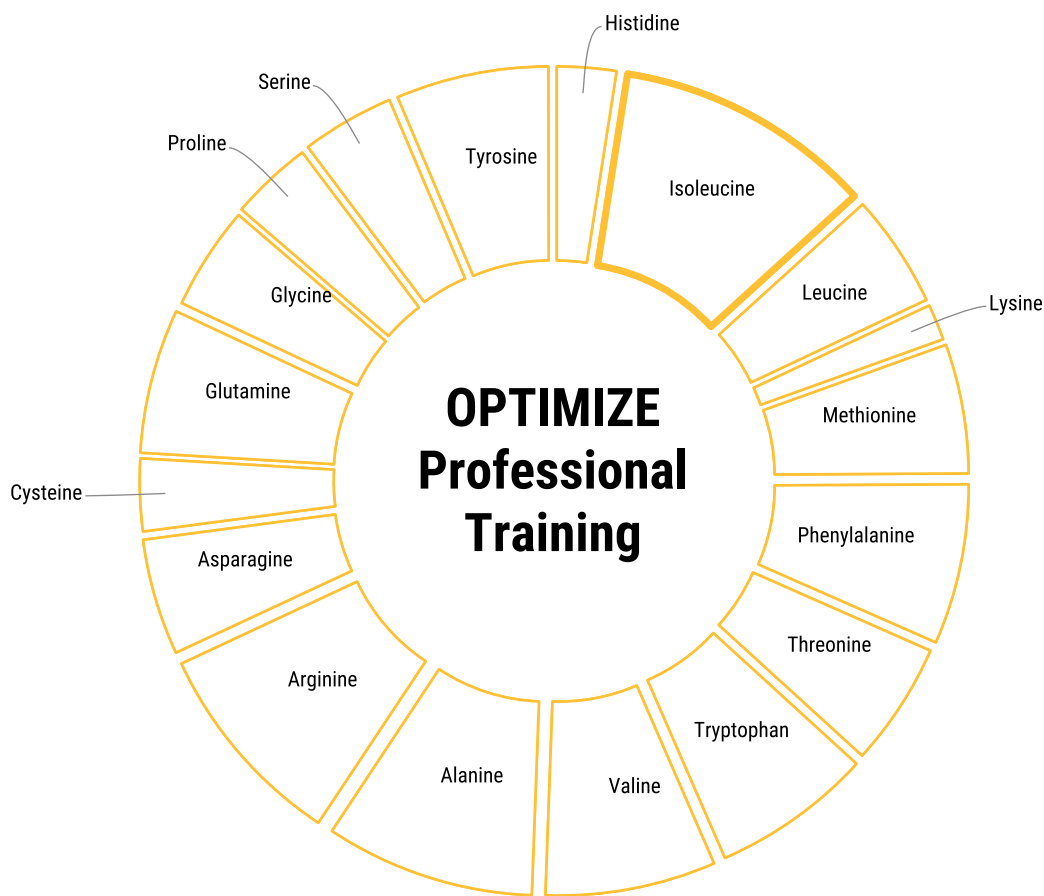 Histidine
Isoleucine
Leucine
Lysine
Methionine
Phenylalanine
Threonine
Tryptophan
Valine
Alanine
Arginine
Asparagine
Cysteine
Glutamine
Glycine
Proline
Serine
Tyrosine
OPTIMIZE
Professional
Training